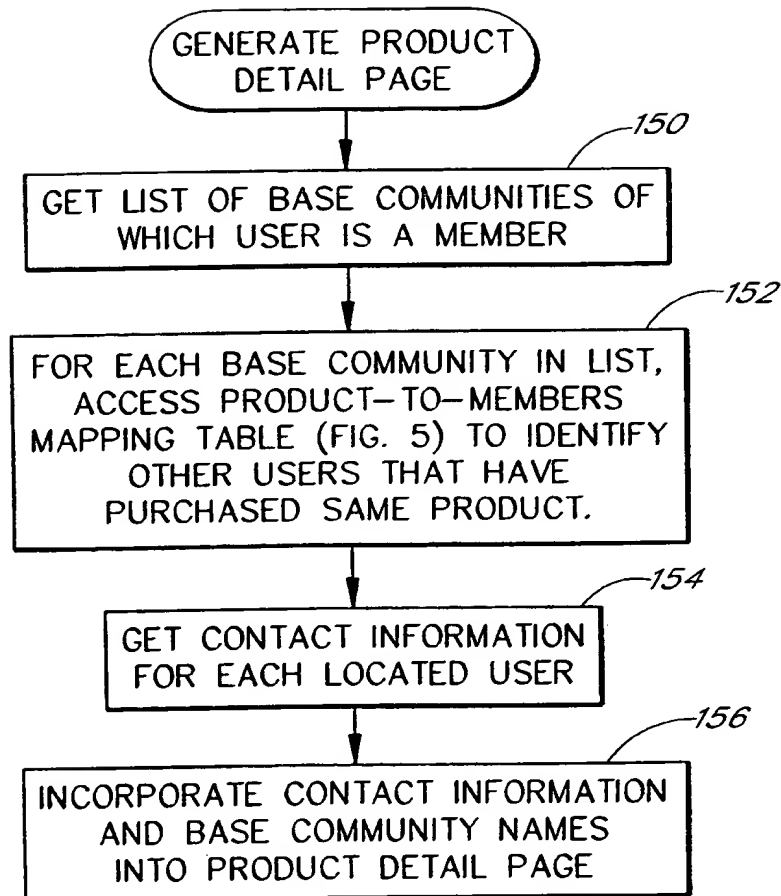 GENERATE PRODUCT
DETAIL PAGE
150
GET LIST OF BASE COMMUNITIES OF
WHICH USER IS A MEMBER
152
FOR EACH BASE COMMUNITY IN LIST,
ACCESS PRODUCT-TO-MEMBERS
MAPPING TABLE (FIG. 5) TO IDENTIFY
OTHER USERS THAT HAVE
PURCHASED SAME PRODUCT.
154
GET CONTACT INFORMATION
FOR EACH LOCATED USER
156
INCORPORATE CONTACT INFORMATION
AND BASE COMMUNITY NAMES
INTO PRODUCT DETAIL PAGE